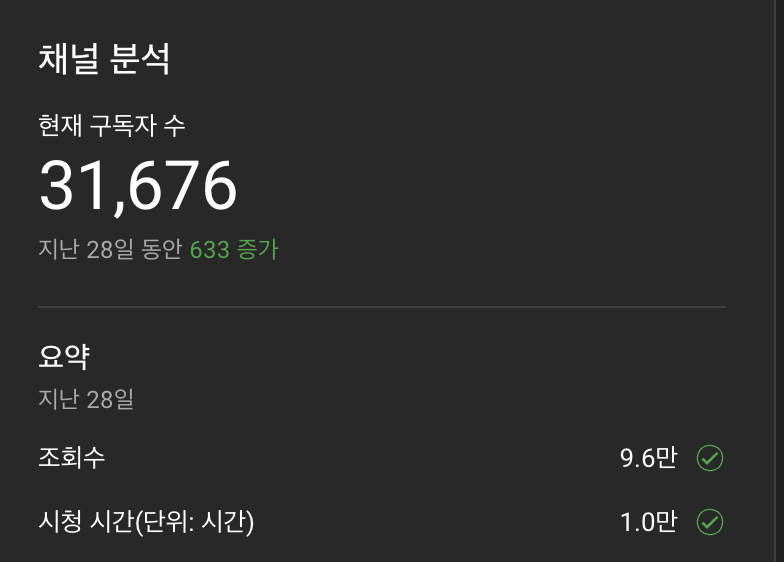 채널 분석
현재 구독자 수
31,676
지난 28일 동안 633 증가
요약
지난 28일
조회수 9.6만
시청 시간(단위: 시간) 1.0만